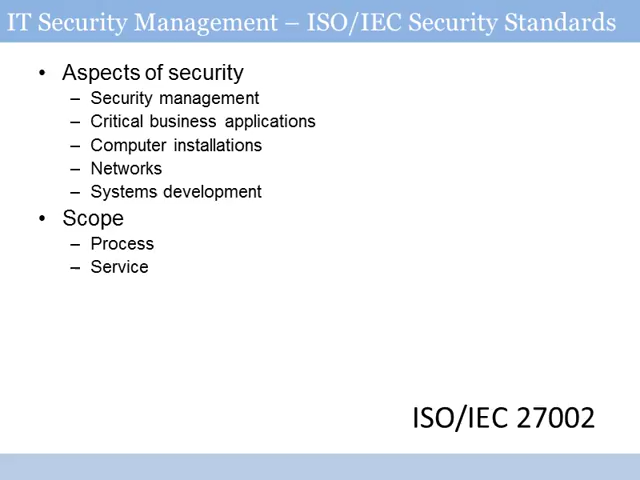 IT Security Management – ISO/IEC Security Standards
• Aspects of security
– Security management
– Critical business applications
– Computer installations
– Networks
– Systems development
• Scope
– Process
– Service
ISO/IEC 27002